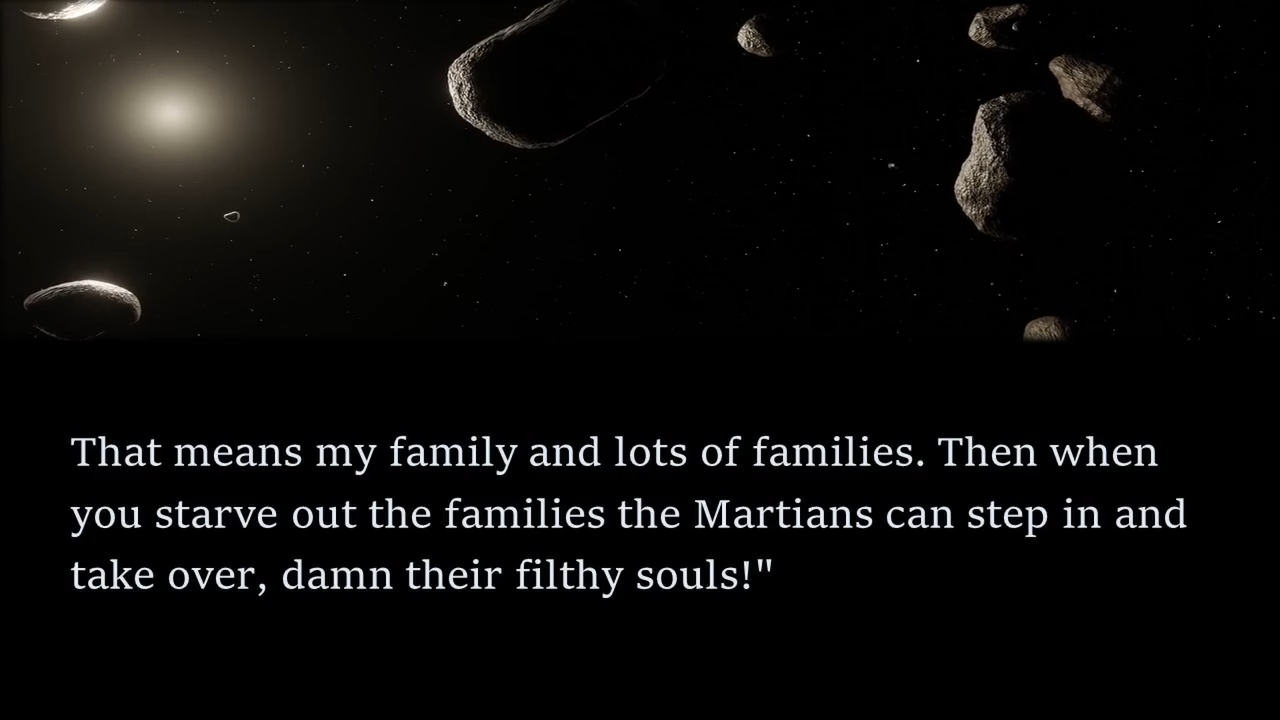 That means my family and lots of families. Then when
you starve out the families the Martians can step in and
take over, damn their filthy souls!"